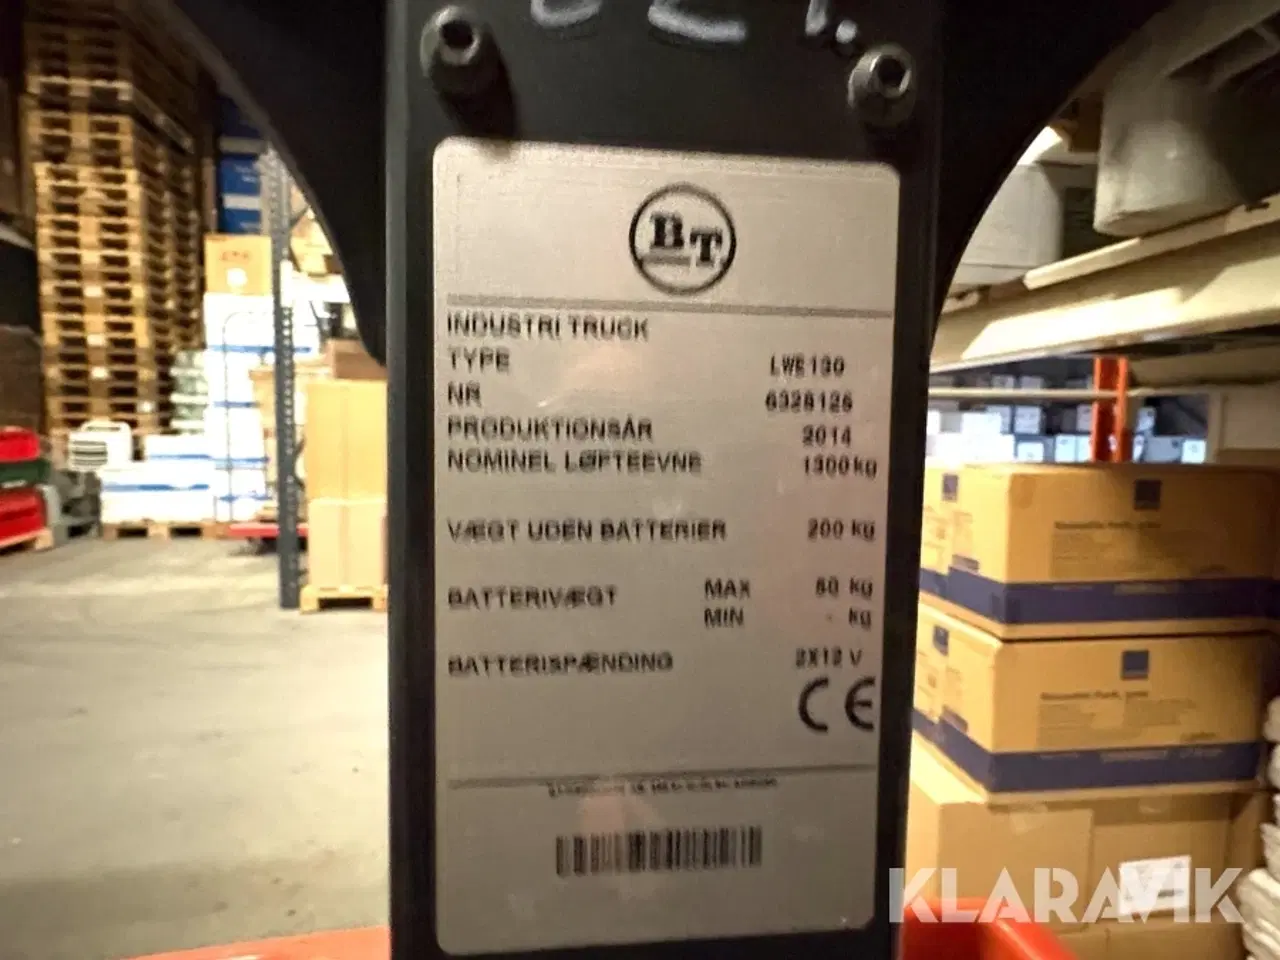 BT
INDUSTRI TRUCK
TYPE LWE130
NR 6328126
PRODUKTIONSÅR 2014
NOMINEL LØFTEEVNE 1300 kg
VÆGT UDEN BATTERIER 200 kg
BATTERIVÆGT MAX 50 kg
MIN - kg
BATTERISPÆNDING 2X12 V
CE
KLARAVIK